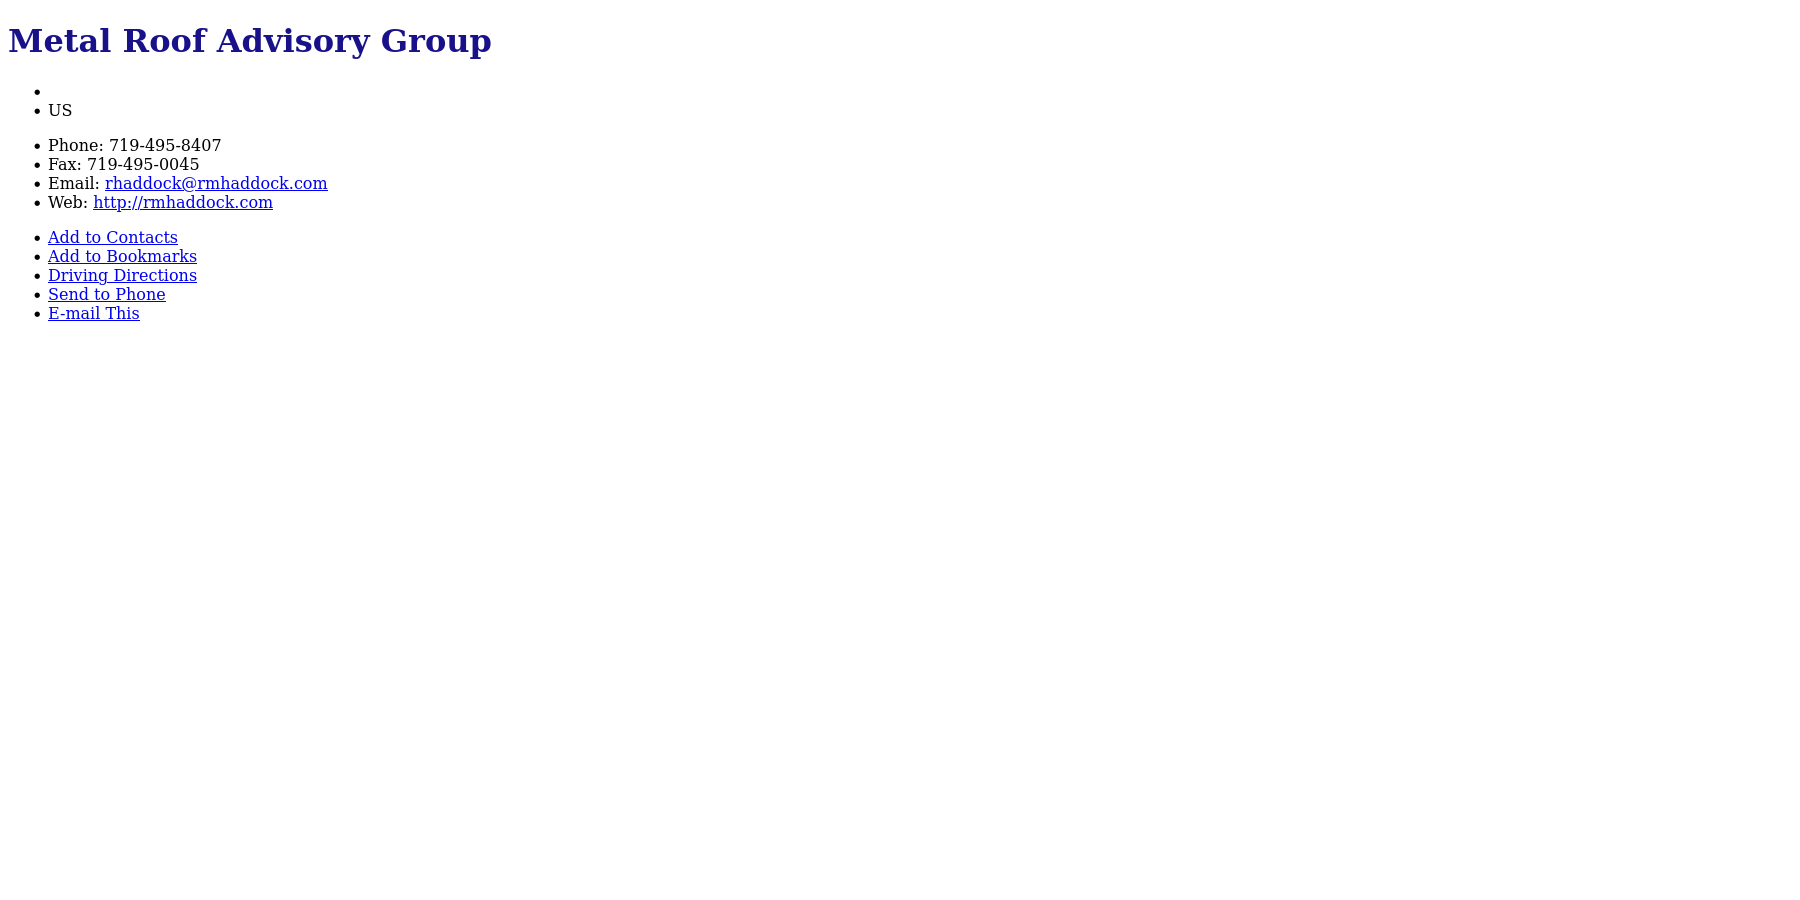 Metal Roof Advisory Group
US
Phone: 719-495-8407
Fax: 719-495-0045
Email: rhaddock@rmhaddock.com
Web: http://rmhaddock.com
Add to Contacts
Add to Bookmarks
Driving Directions
Send to Phone
E-mail This